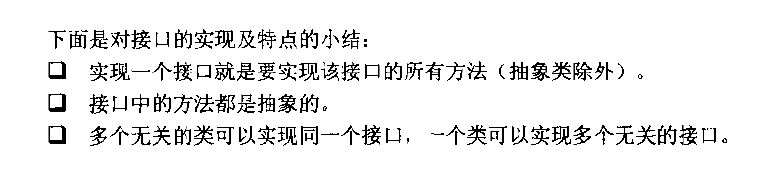 下面是对接口的实现及特点的小结：
❑ 实现一个接口就是要实现该接口的所有方法（抽象类除外）。
❑ 接口中的方法都是抽象的。
❑ 多个无关的类可以实现同一个接口，一个类可以实现多个无关的接口。